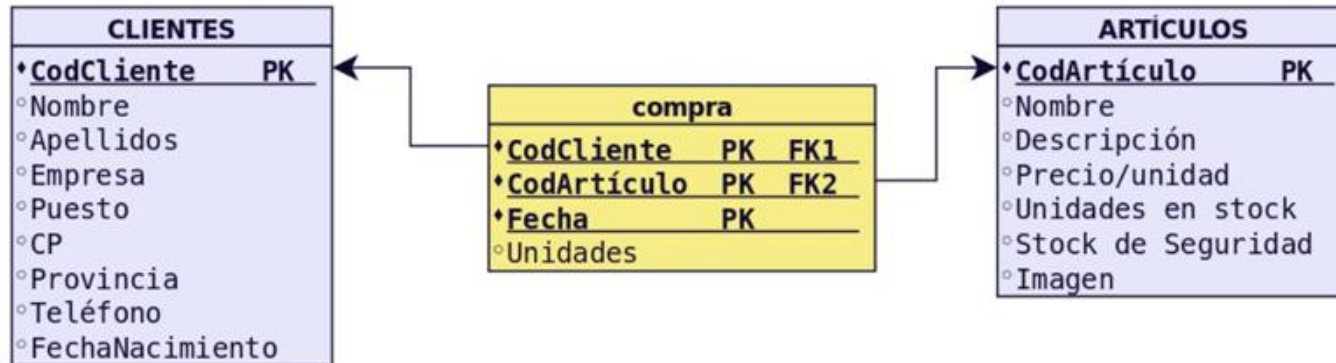 CLIENTES
CodCliente PK
Nombre
Apellidos
Empresa
Puesto
CP
Provincia
Teléfono
FechaNacimiento
compra
CodCliente PK FK1
CodArtículo PK FK2
Fecha PK
Unidades
ARTÍCULOS
CodArtículo PK
Nombre
Descripción
Precio/unidad
Unidades en stock
Stock de Seguridad
Imagen